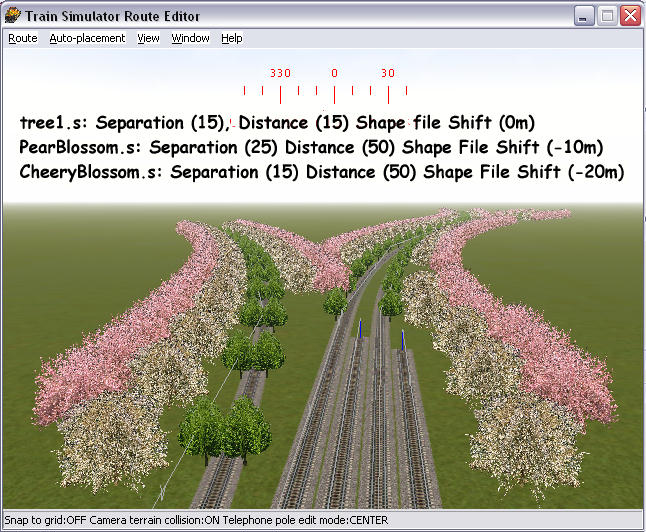 Train Simulator Route Editor
Route Auto-placement View Window Help
330 0 30
tree1.s: Separation (15), Distance (15) Shape file Shift (0m)
PearBlossom.s: Separation (25) Distance (50) Shape File Shift (-10m)
CheeryBlossom.s: Separation (15) Distance (50) Shape File Shift (-20m)
Snap to grid:OFF Camera terrain collision:ON Telephone pole edit mode:CENTER